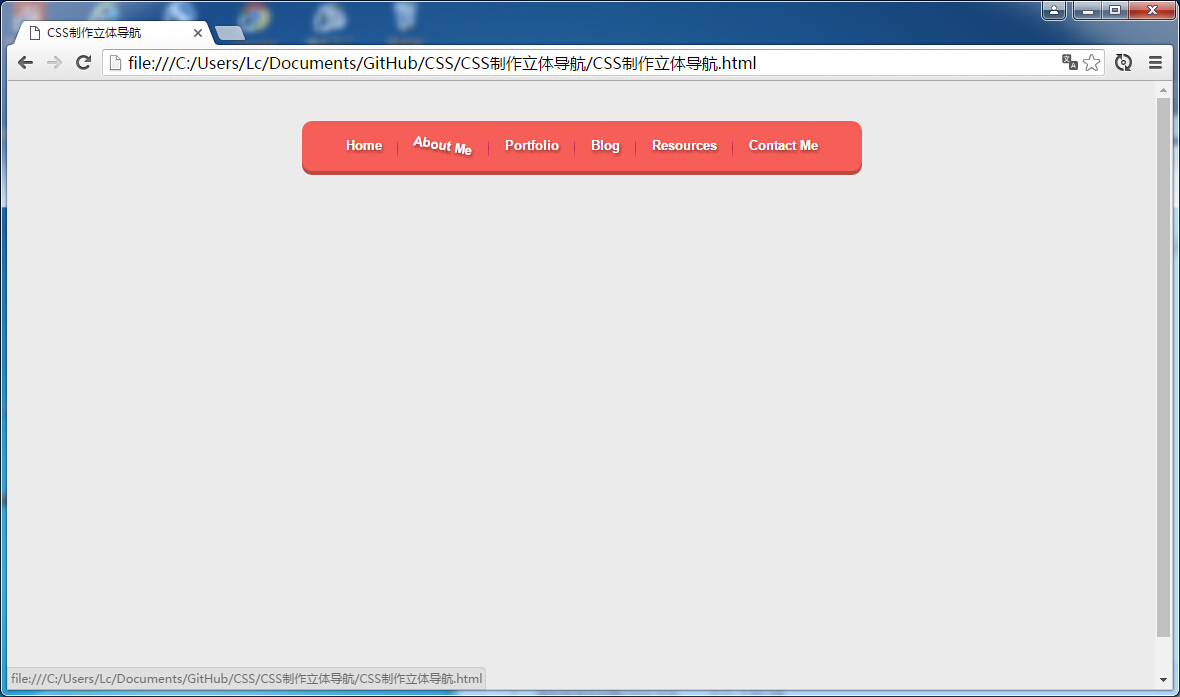 CSS制作立体导航
file:///C:/Users/Lc/Documents/GitHub/CSS/CSS制作立体导航/CSS制作立体导航.html
Home About Me Portfolio Blog Resources Contact Me
file:///C:/Users/Lc/Documents/GitHub/CSS/CSS制作立体导航/CSS制作立体导航.html